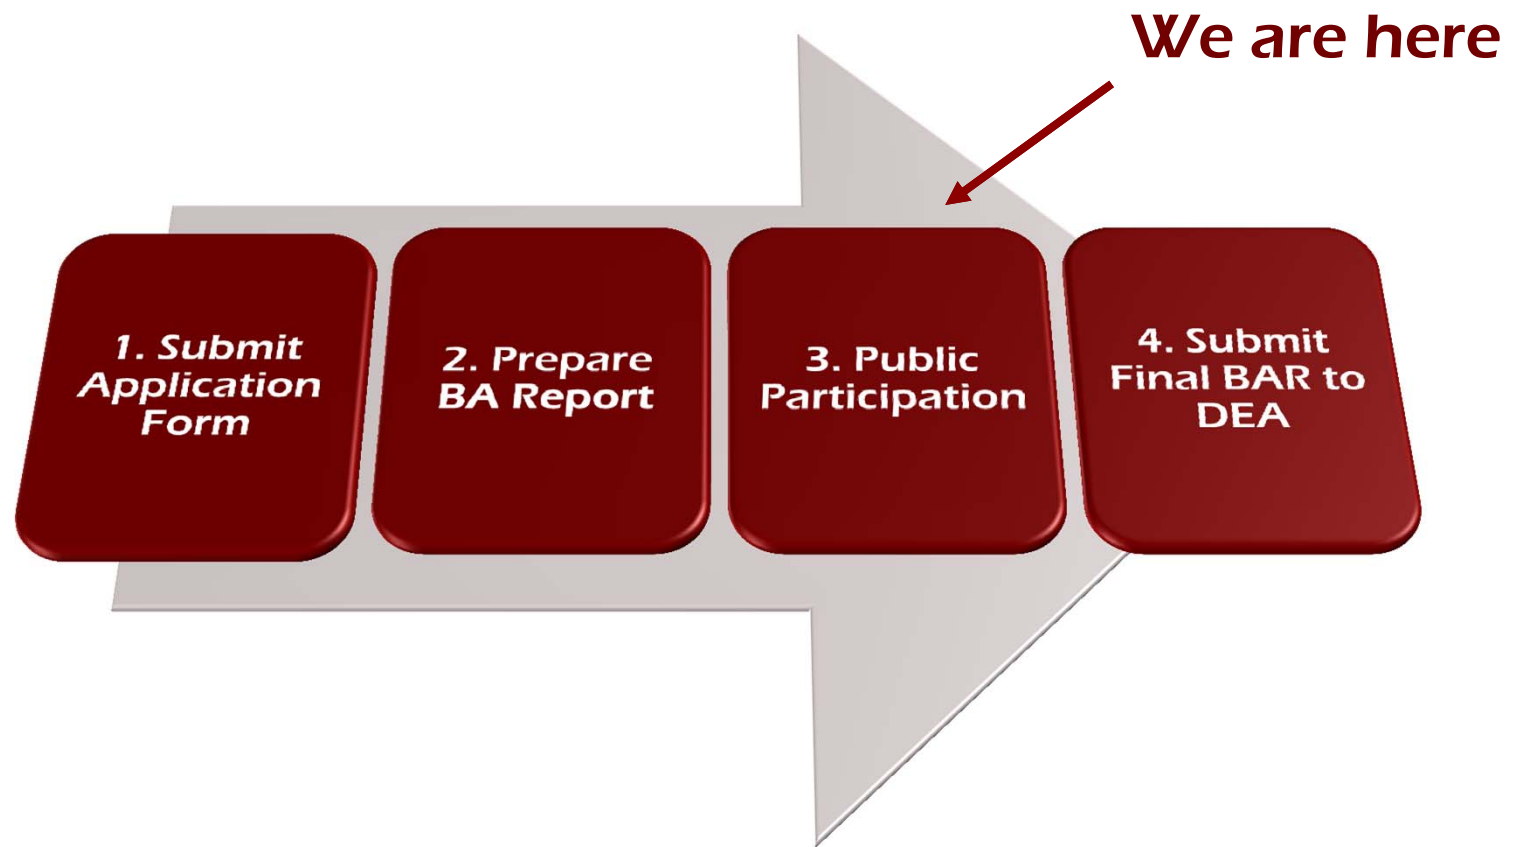 We are here
1. Submit
Application
Form
2. Prepare
BA Report
3. Public
Participation
4. Submit
Final BAR to
DEA